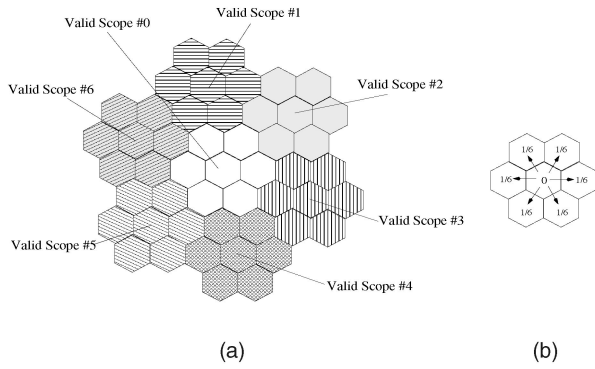 Valid Scope #1
Valid Scope #0
Valid Scope #2
Valid Scope #6
1/6 1/6
1/6 0 1/6
1/6 1/6
Valid Scope #3
Valid Scope #5
Valid Scope #4
(a) (b)